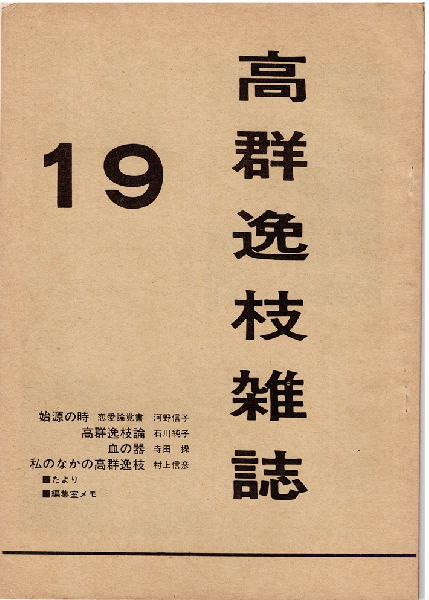 高群逸枝雑誌
19
始源の時 恋愛論覚書 河野信子
高群逸枝論 石川純子
血の器 寺田 操
私のなかの高群逸枝 村上信彦
■たより
■編集室メモ